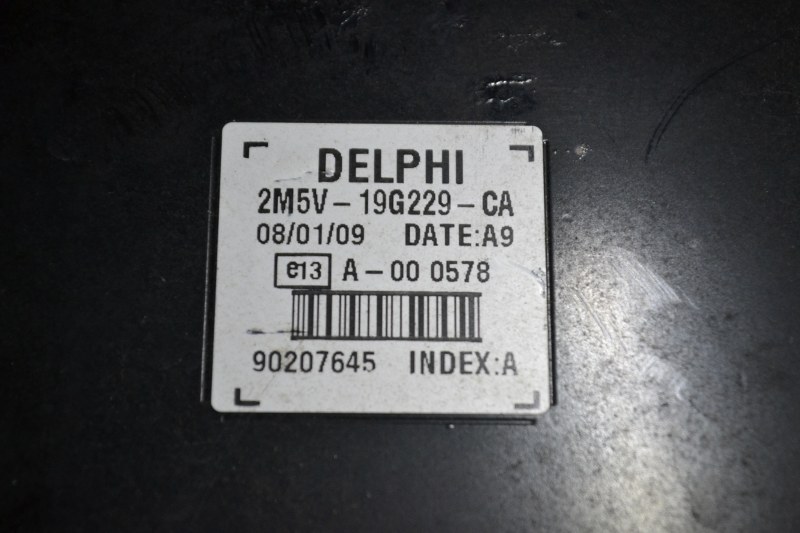 DELPHI
2M5V-19G229-CA
08/01/09 DATE:A9
e13 A-00 0578
90207645 INDEX:A